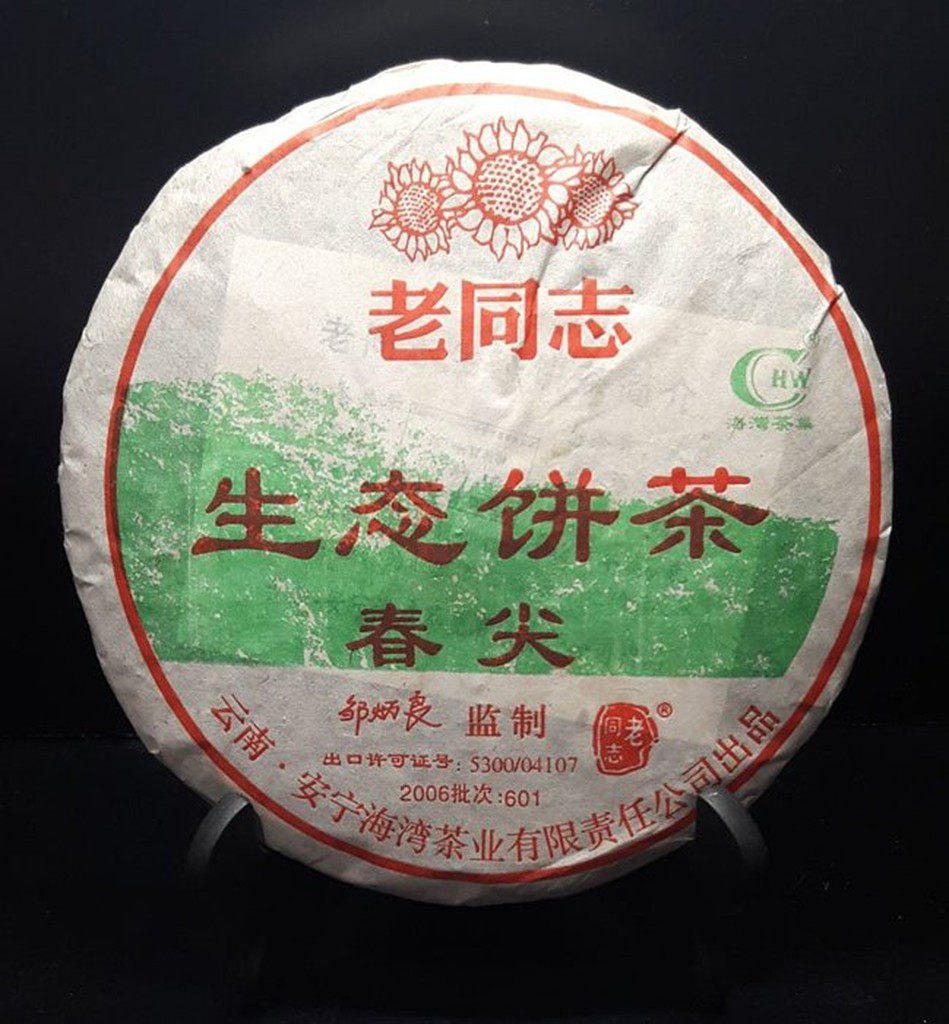 老同志
HW
®
海湾茶业
生态饼茶
春尖
邹炳良 监制
老同志 ®
出口许可证号: 5300/04107
2006批次:601
云南·安宁海湾茶业有限责任公司出品